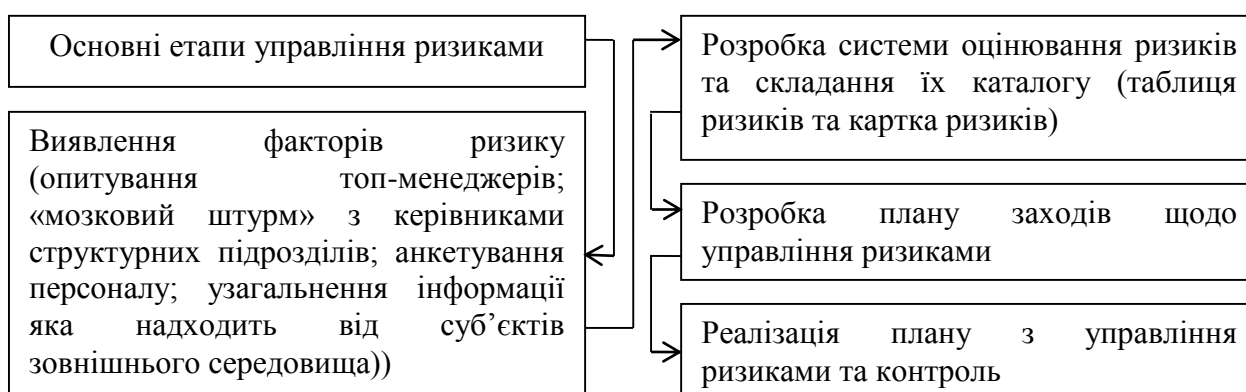 Основні етапи управління ризиками
Виявлення факторів ризику
(опитування топ-менеджерів;
«мозковий штурм» з керівниками
структурних підрозділів; анкетування
персоналу; узагальнення інформації
яка надходить від суб’єктів
зовнішнього середовища))
Розробка системи оцінювання ризиків
та складання їх каталогу (таблиця
ризиків та картка ризиків)
Розробка плану заходів щодо
управління ризиками
Реалізація плану з управління
ризиками та контроль